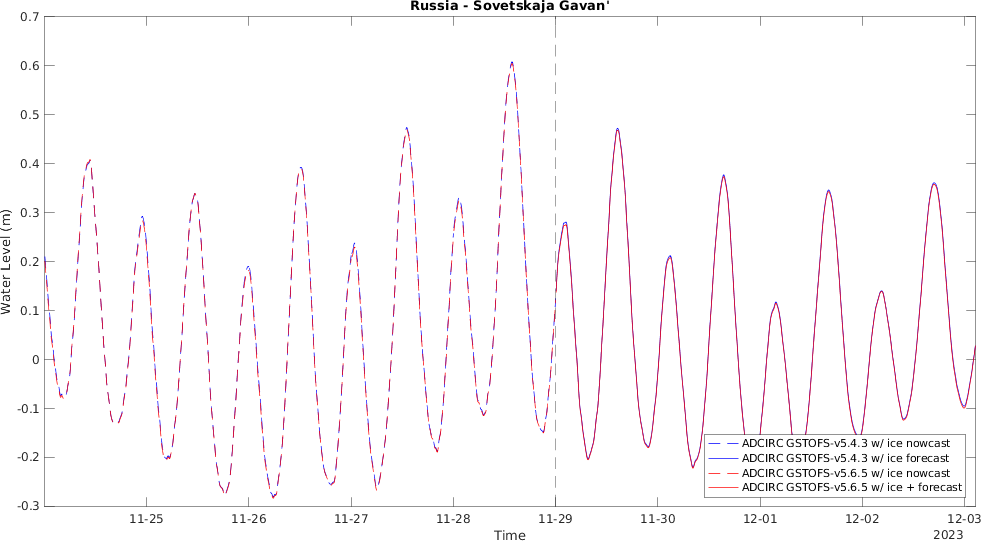 Russia - Sovetskaja Gavan'
Water Level (m)
0.7
0.6
0.5
0.4
0.3
0.2
0.1
0
-0.1
-0.2
-0.3
ADCIRC GSTOFS-v5.4.3 w/ ice nowcast
ADCIRC GSTOFS-v5.4.3 w/ ice forecast
ADCIRC GSTOFS-v5.6.5 w/ ice nowcast
ADCIRC GSTOFS-v5.6.5 w/ ice + forecast
11-25 11-26 11-27 11-28 11-29 11-30 12-01 12-02 12-03
Time 2023